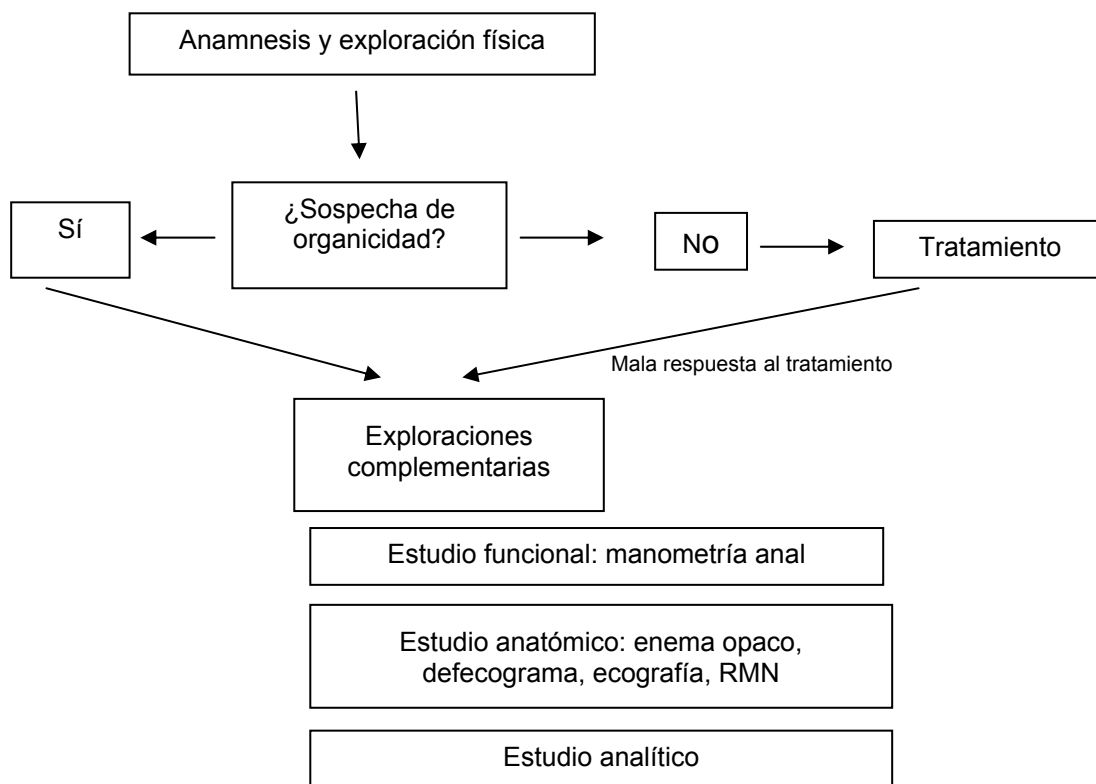 Anamnesis y exploración física
¿Sospecha de
organicidad?
Sí
No
Tratamiento
Mala respuesta al tratamiento
Exploraciones
complementarias
Estudio funcional: manometría anal
Estudio anatómico: enema opaco,
defecograma, ecografía, RMN
Estudio analítico